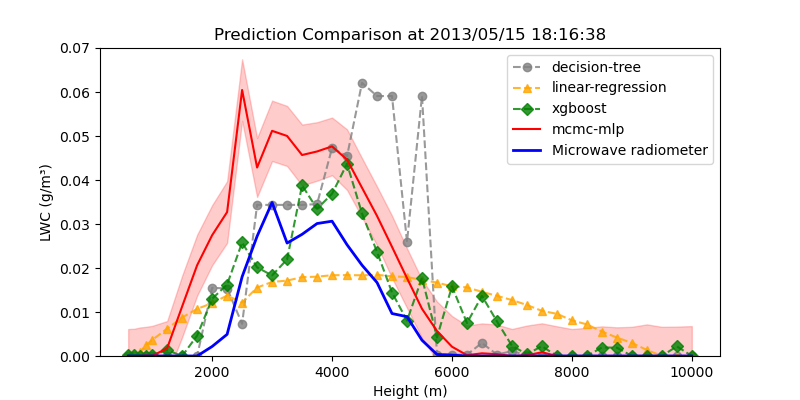 Prediction Comparison at 2013/05/15 18:16:38
0.07
0.06
0.05
0.04
0.03
0.02
0.01
0.00
LWC (g/m³)
decision-tree
linear-regression
xgboost
mcmc-mlp
Microwave radiometer
2000 4000 6000 8000 10000
Height (m)